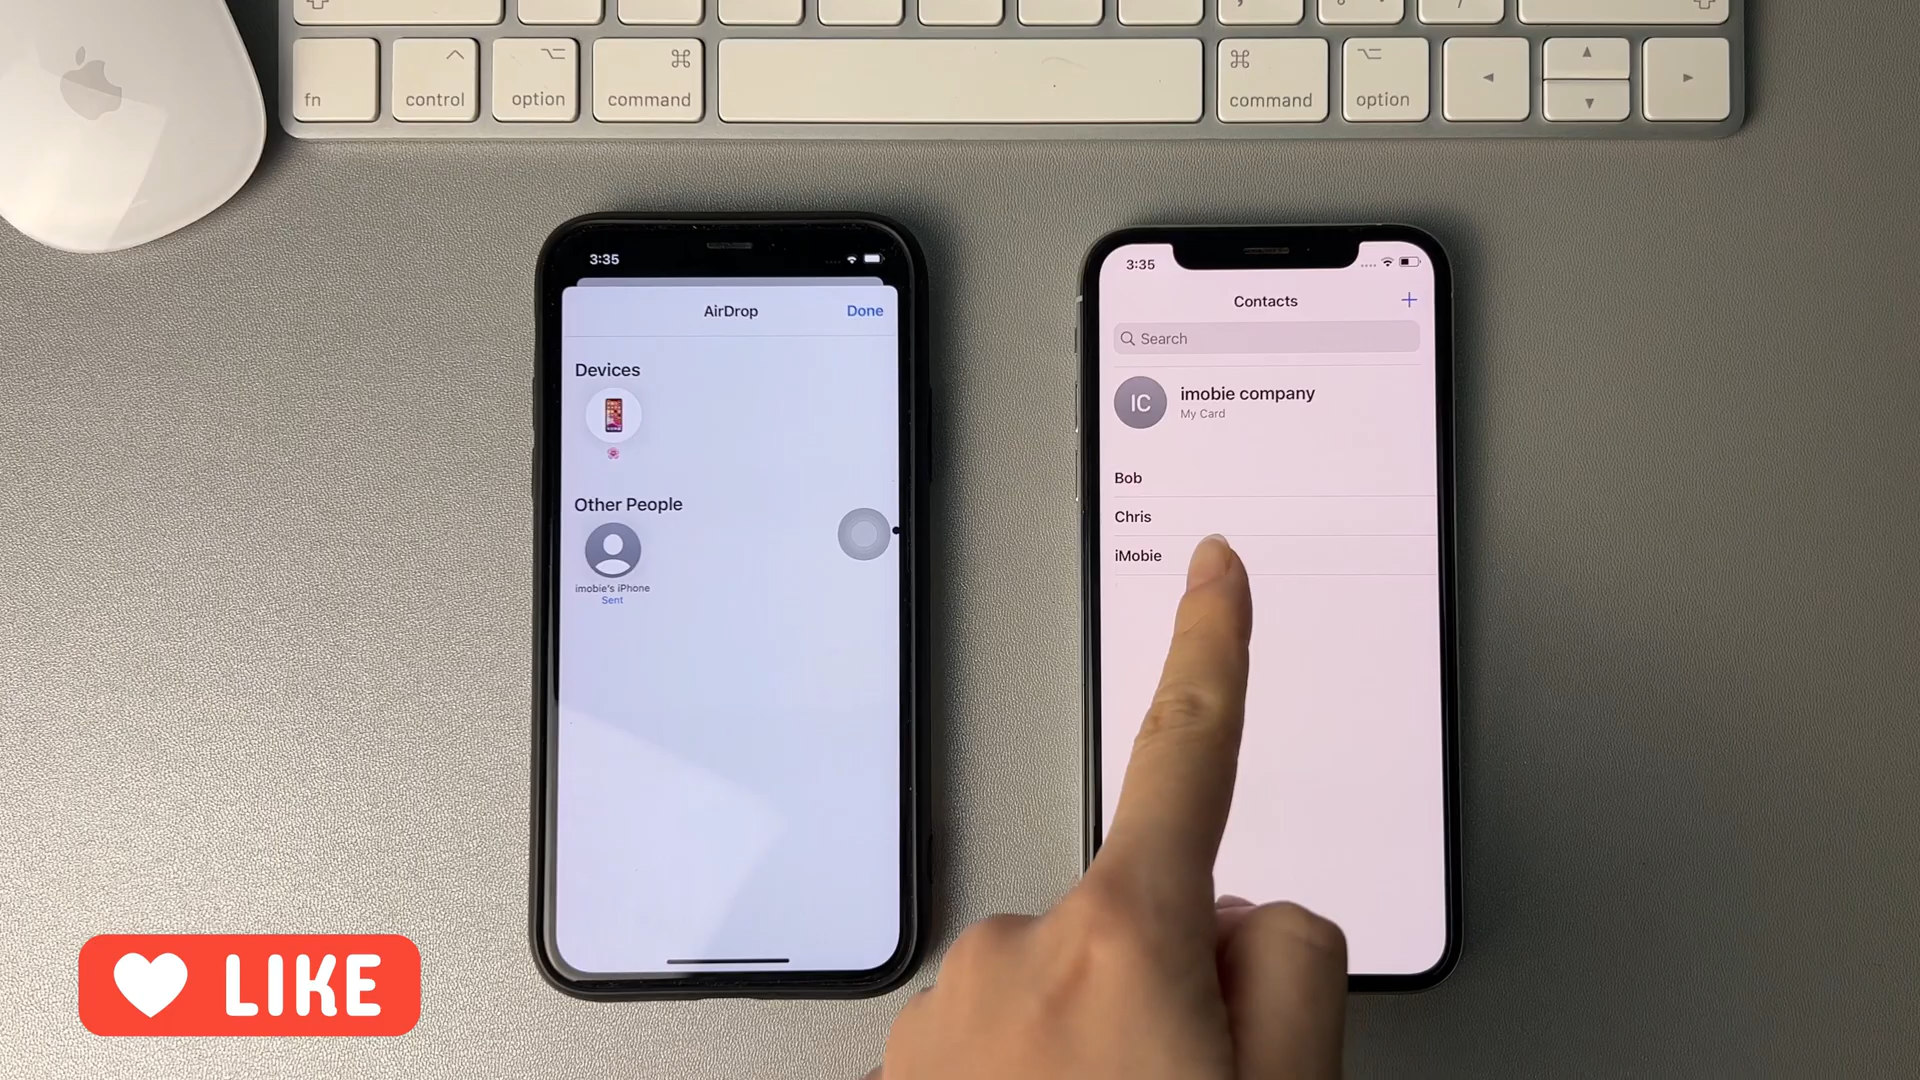 fn
control
option
command
command
option
3:35
AirDrop
Done
Devices
Other People
imobie's iPhone
Sent
3:35
Contacts
Search
IC
imobie company
My Card
Bob
Chris
iMobie
LIKE